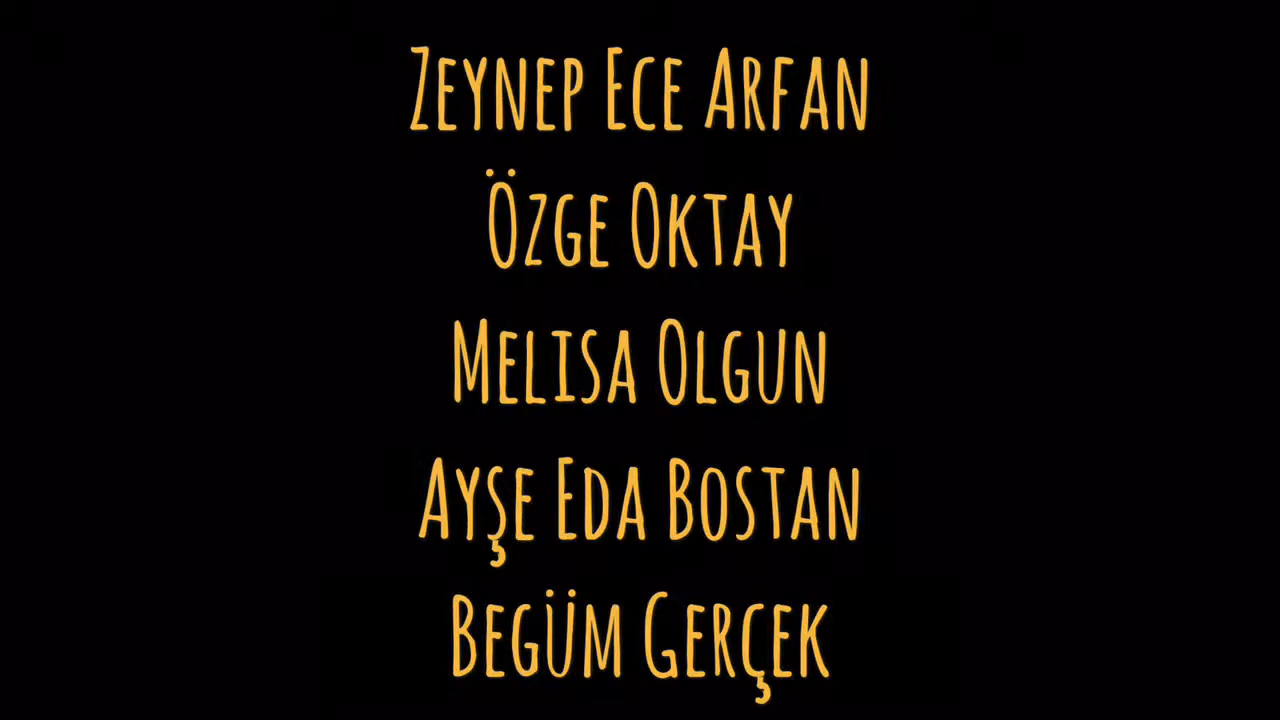 Zeynep Ece Arfan
Özge Oktay
Melisa Olgun
Ayşe Eda Bostan
Begüm Gerçek